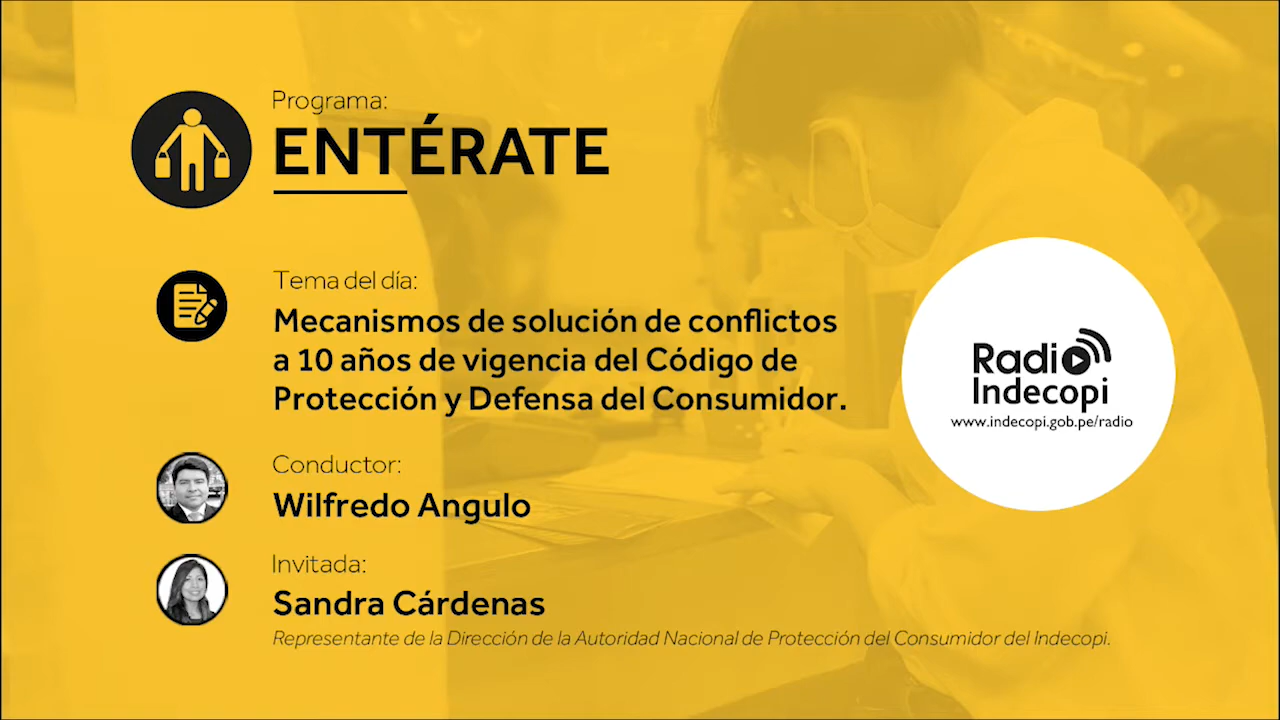 Programa:
ENTÉRATE
Tema del día:
Mecanismos de solución de conflictos
a 10 años de vigencia del Código de
Protección y Defensa del Consumidor.
Radio
Indecopi
www.indecopi.gob.pe/radio
Conductor:
Wilfredo Angulo
Invitada:
Sandra Cárdenas
Representante de la Dirección de la Autoridad Nacional de Protección del Consumidor del Indecopi.